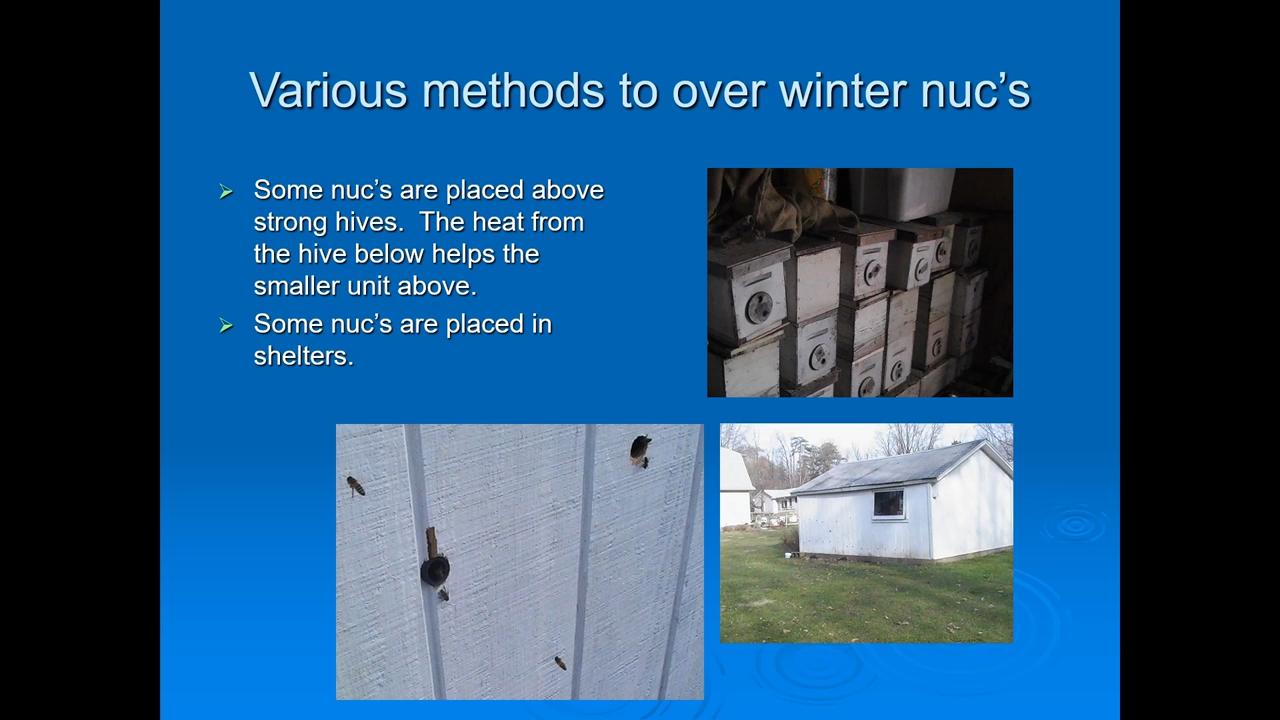 Various methods to over winter nuc’s
Some nuc’s are placed above
strong hives.  The heat from
the hive below helps the
smaller unit above.
Some nuc’s are placed in
shelters.